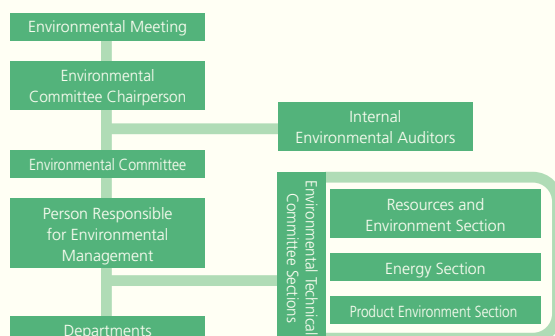 Environmental Meeting
Environmental
Committee Chairperson
Internal
Environmental Auditors
Environmental Committee
Person Responsible
for Environmental
Management
Environmental Technical
Committee Sections
Resources and
Environment Section
Energy Section
Product Environment Section
Departments